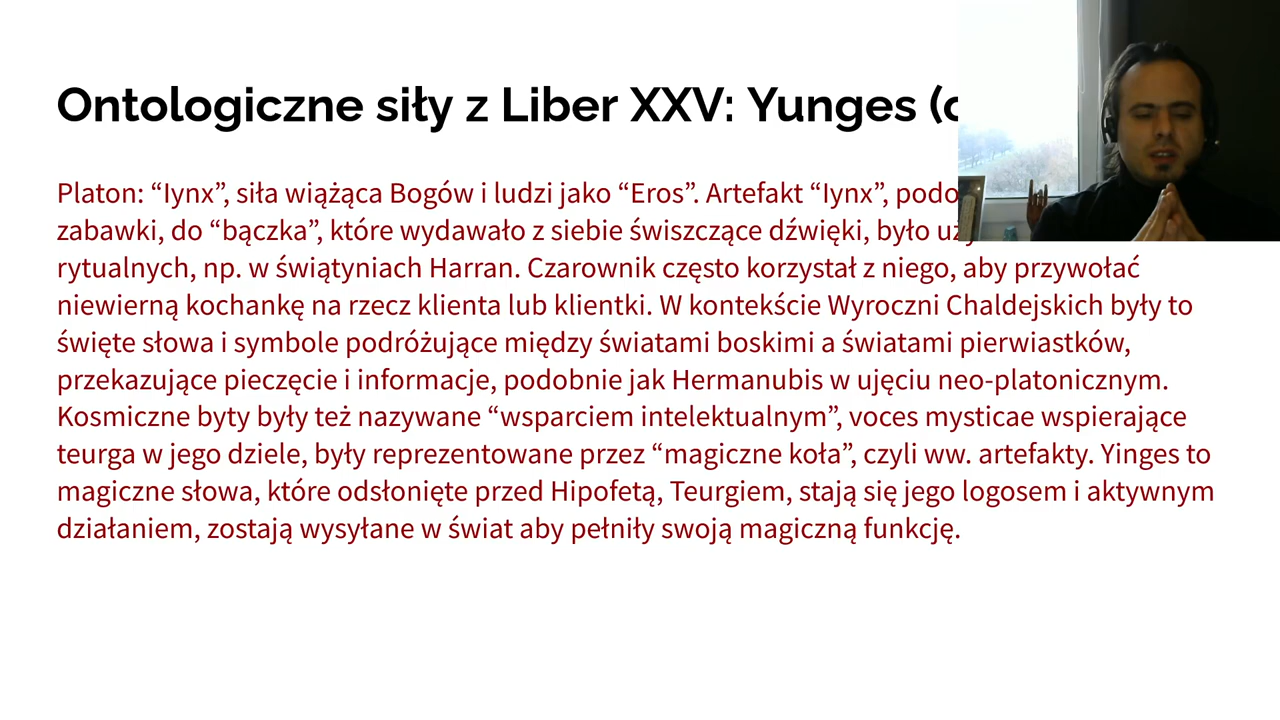 Ontologiczne siły z Liber XXV: Yunges
Platon: “Iynx”, siła wiążąca Bogów i ludzi jako “Eros”. Artefakt “Iynx”,
zabawki, do “bączka”, które wydawało z siebie świszczące dźwięki, było
rytualnych, np. w świątyniach Harran. Czarownik często korzystał z niego, aby przywołać
niewierną kochankę na rzecz klienta lub klientki. W kontekście Wyroczni Chaldejskich były to
święte słowa i symbole podróżujące między światami boskimi a światami pierwiastków,
przekazujące pieczęcie i informacje, podobnie jak Hermanubis w ujęciu neo-platonicznym.
Kosmiczne byty były też nazywane “wsparciem intelektualnym”, voces mysticae wspierające
teurga w jego dziele, były reprezentowane przez “magiczne koła”, czyli ww. artefakty. Yinges to
magiczne słowa, które odsłonięte przed Hipofetą, Teurgiem, stają się jego logosem i aktywnym
działaniem, zostają wysyłane w świat aby pełniły swoją magiczną funkcję.